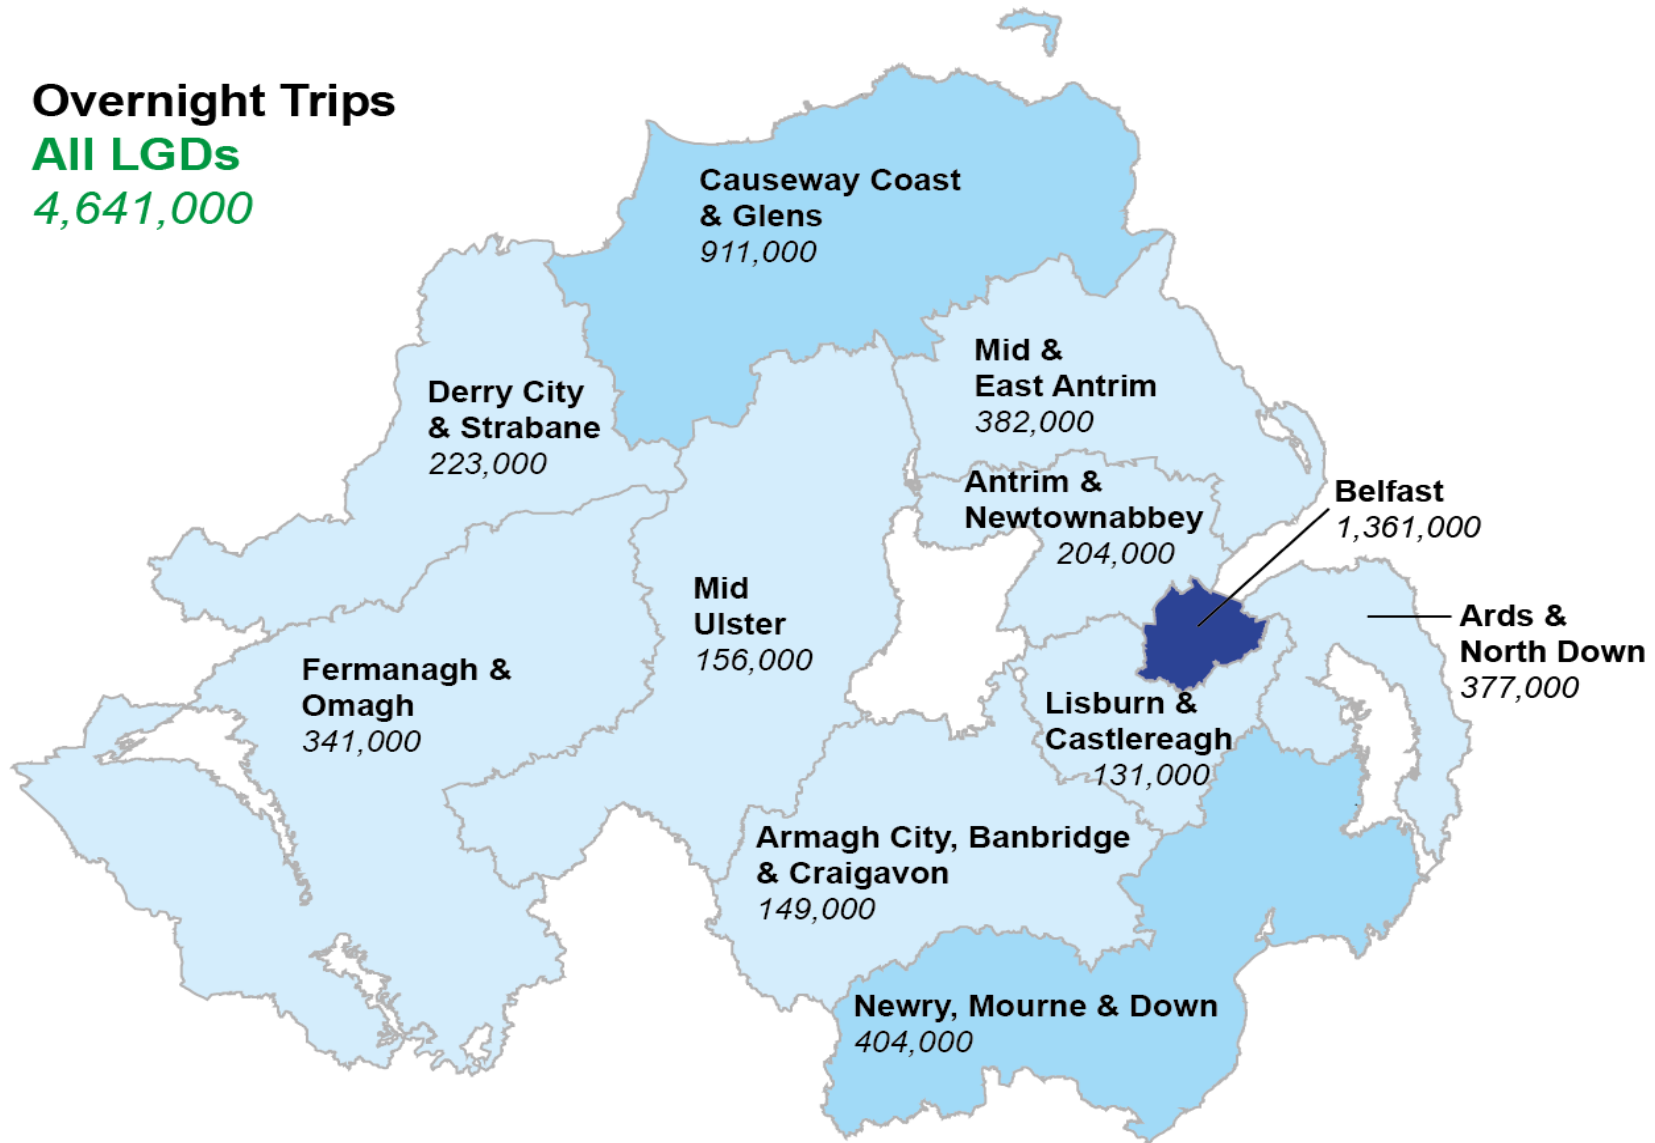 Overnight Trips
All LGDs
4,641,000
Causeway Coast
& Glens
911,000
Mid &
East Antrim
382,000
Derry City
& Strabane
223,000
Antrim &
Newtownabbey
204,000
Belfast
1,361,000
Mid
Ulster
156,000
Ards &
North Down
377,000
Fermanagh &
Omagh
341,000
Lisburn &
Castlereagh
131,000
Armagh City, Banbridge
& Craigavon
149,000
Newry, Mourne & Down
404,000